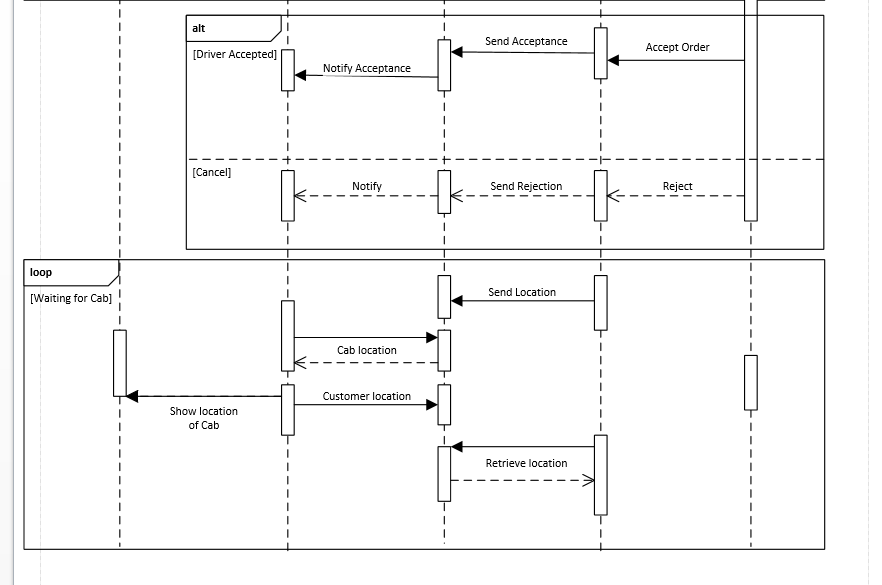 alt
[Driver Accepted]
Send Acceptance
Accept Order
Notify Acceptance
[Cancel]
Notify
Send Rejection
Reject
loop
[Waiting for Cab]
Send Location
Cab location
Customer location
Show location
of Cab
Retrieve location